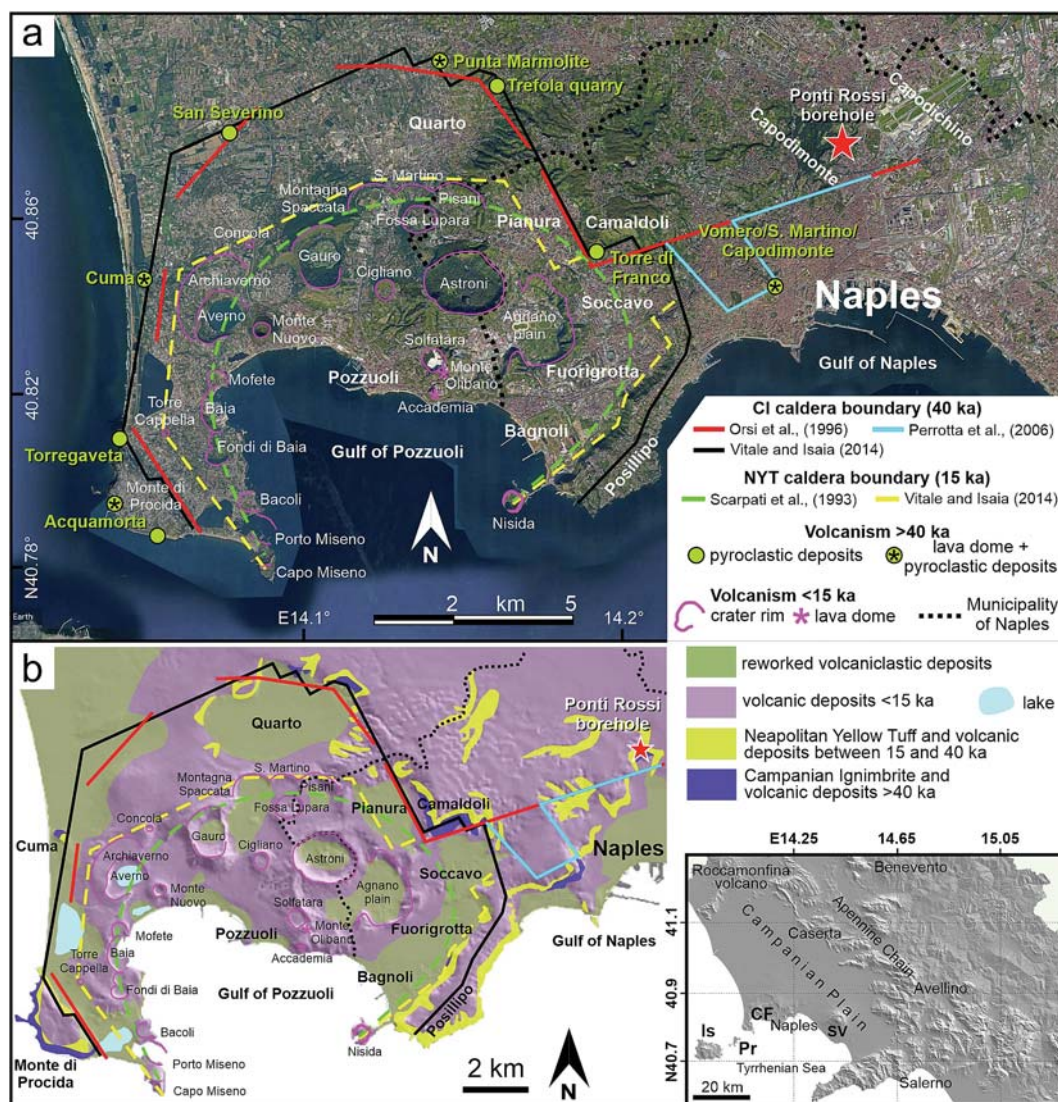 a
Punta Marmolite
Trefola quarry
San Severino
Quarto
Ponti Rossi
borehole
Capodichino
Capodimonte
S. Martino
Montagna
Spaccata
Pisani
Fossa Lupara
Pianura
Camaldoli
40.86
Concola
Vomero/S. Martino/
Capodimonte
Torre di
Franco
Gauro
Cigliano
Cuma
Archiaverno
Astroni
Soccavo
Naples
Averno
Agnano
plain
Monte
Nuovo
Solfatara
Monte
Olibano
Fuorigrotta
Gulf of Naples
Mofete
Pozzuoli
Accademia
40.82
Torre
Cappella
Baia
Bagnoli
Fondi di Baia
Torregaveta
Gulf of Pozzuoli
Posillipo
Monte di
Procida
Bacoli
Nisida
Acquamorta
Porto Miseno
N
N40.78
Capo Miseno
2 km 5
Earth
E14.1
14.2
CI caldera boundary (40 ka)
Orsi et al., (1996)
Perrotta et al., (2006)
Vitale and Isaia (2014)
NYT caldera boundary (15 ka)
Scarpati et al., (1993)
Vitale and Isaia (2014)
Volcanism >40 ka
pyroclastic deposits
lava dome +
pyroclastic deposits
Volcanism <15 ka
crater rim
lava dome
Municipality
of Naples
reworked volcaniclastic deposits
volcanic deposits <15 ka
lake
Neapolitan Yellow Tuff and volcanic
deposits between 15 and 40 ka
Campanian Ignimbrite and
volcanic deposits >40 ka
b
Ponti Rossi
borehole
Quarto
S. Martino
Montagna
Spaccata
Pisani
Fossa Lupara
Pianura
Camaldoli
Concola
Cuma
Gauro
Cigliano
Astroni
Naples
Archiaverno
Averno
Soccavo
Agnano
plain
Monte
Nuovo
Solfatara
Mofete
Monte
Olibano
Pozzuoli
Fuorigrotta
Accademia
Gulf of Naples
Torre
Cappella
Baia
Bagnoli
Fondi di Baia
Gulf of Pozzuoli
Posillipo
Bacoli
Nisida
Monte di
Procida
Porto Miseno
Capo Miseno
2 km
N
E14.25 14.65 15.05
Roccamonfina
volcano
Benevento
41.1
Apennine Chain
Caserta
Campanian Plain
Avellino
40.9
CF
Naples
SV
Is
Pr
N40.7
Tyrrhenian Sea
Salerno
20 km